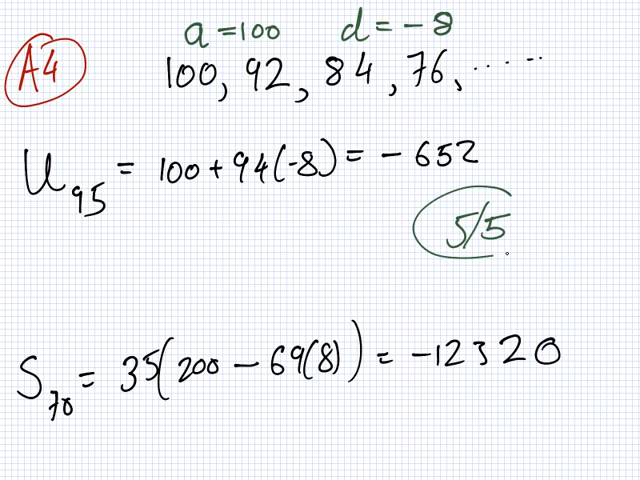 a = 100 d = - 8
A4
100, 92, 84, 76, .....
U95 = 100 + 94(-8) = - 652
5/5
S70 = 35(200 - 69(8)) = -12320